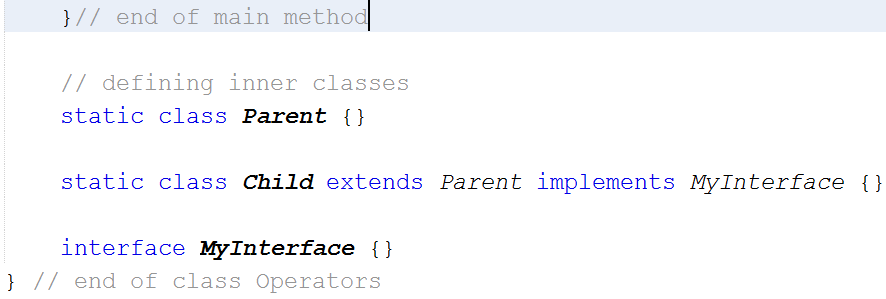 }// end of main method
// defining inner classes
static class Parent {}
static class Child extends Parent implements MyInterface {}
interface MyInterface {}
} // end of class Operators